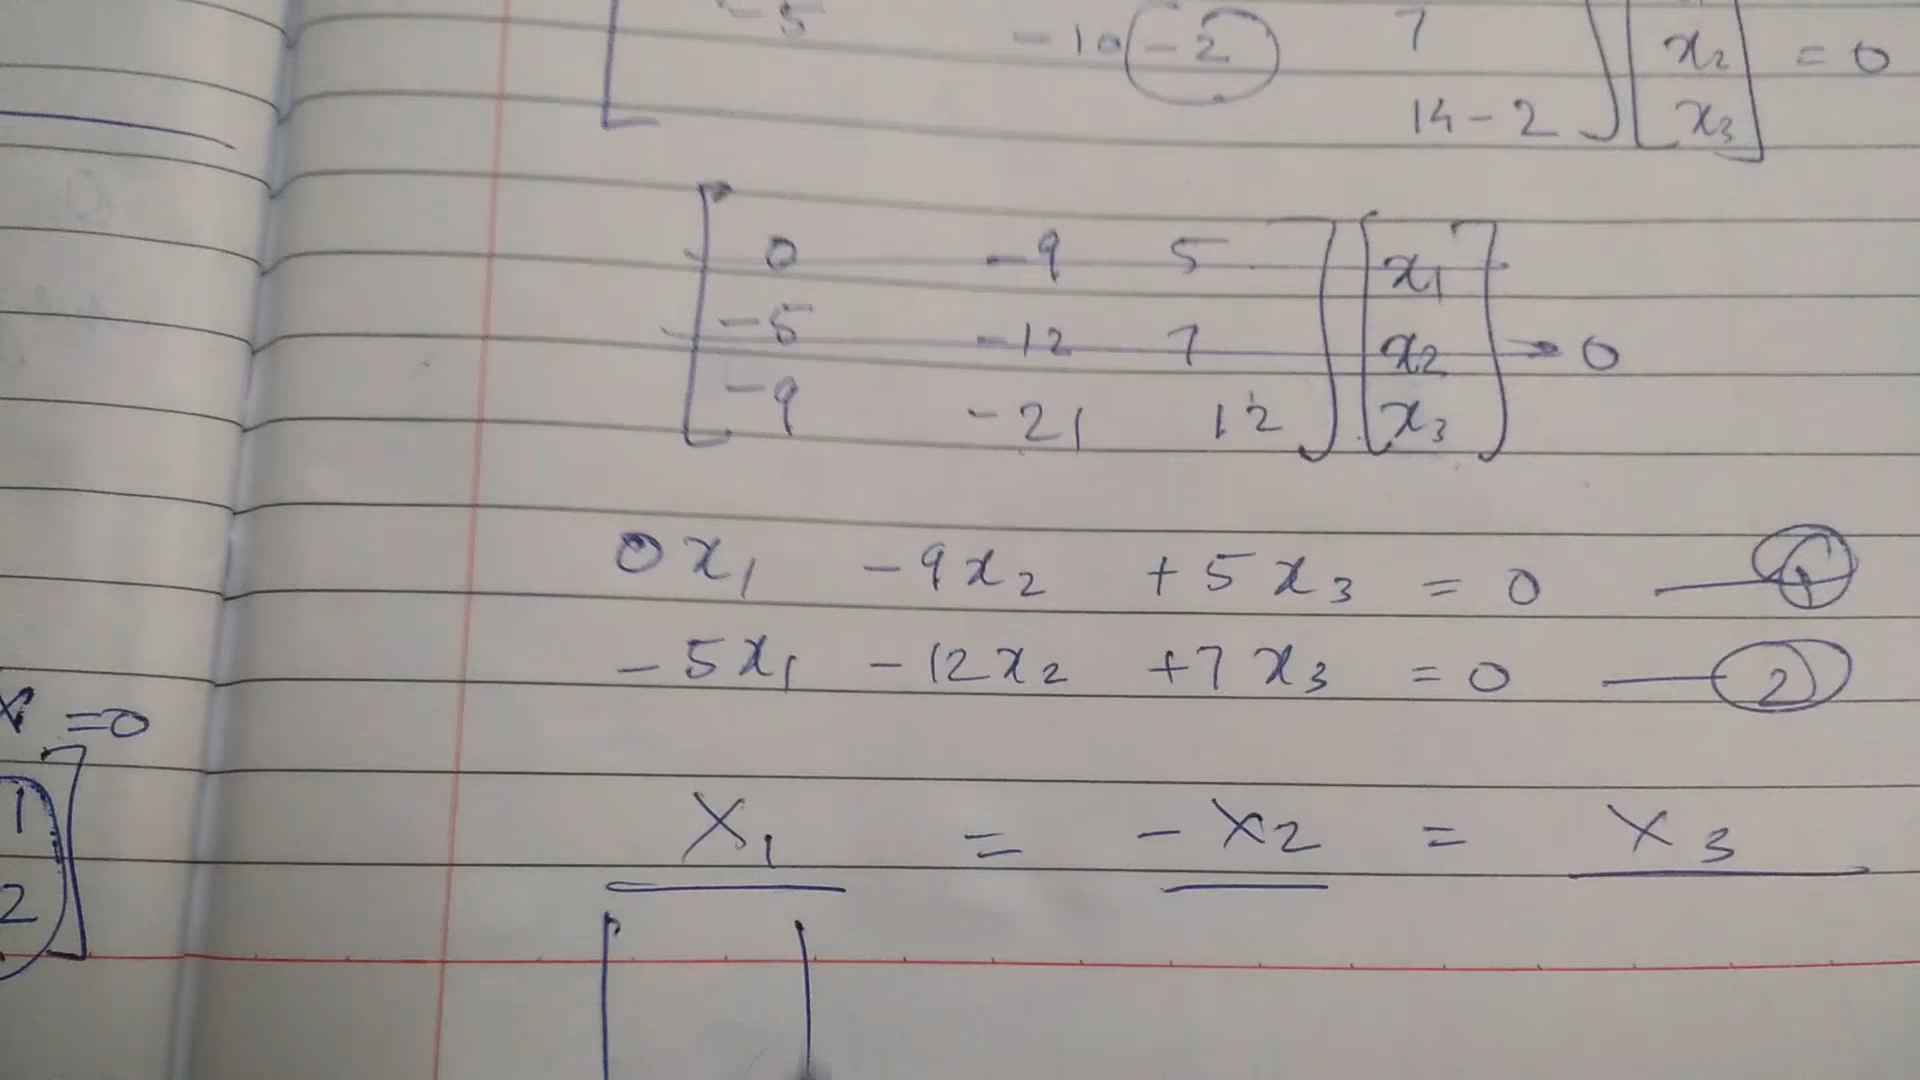 -5 -10 -2 7 x2 = 0
14-2 x3
0 -9 5 x1
-5 -12 7 x2 → 0
-9 -21 12 x3
0x1 -9x2 +5x3 = 0 — 1
-5x1 -12x2 +7x3 = 0 — 2
=0
1
2
X1 = -X2 = X3